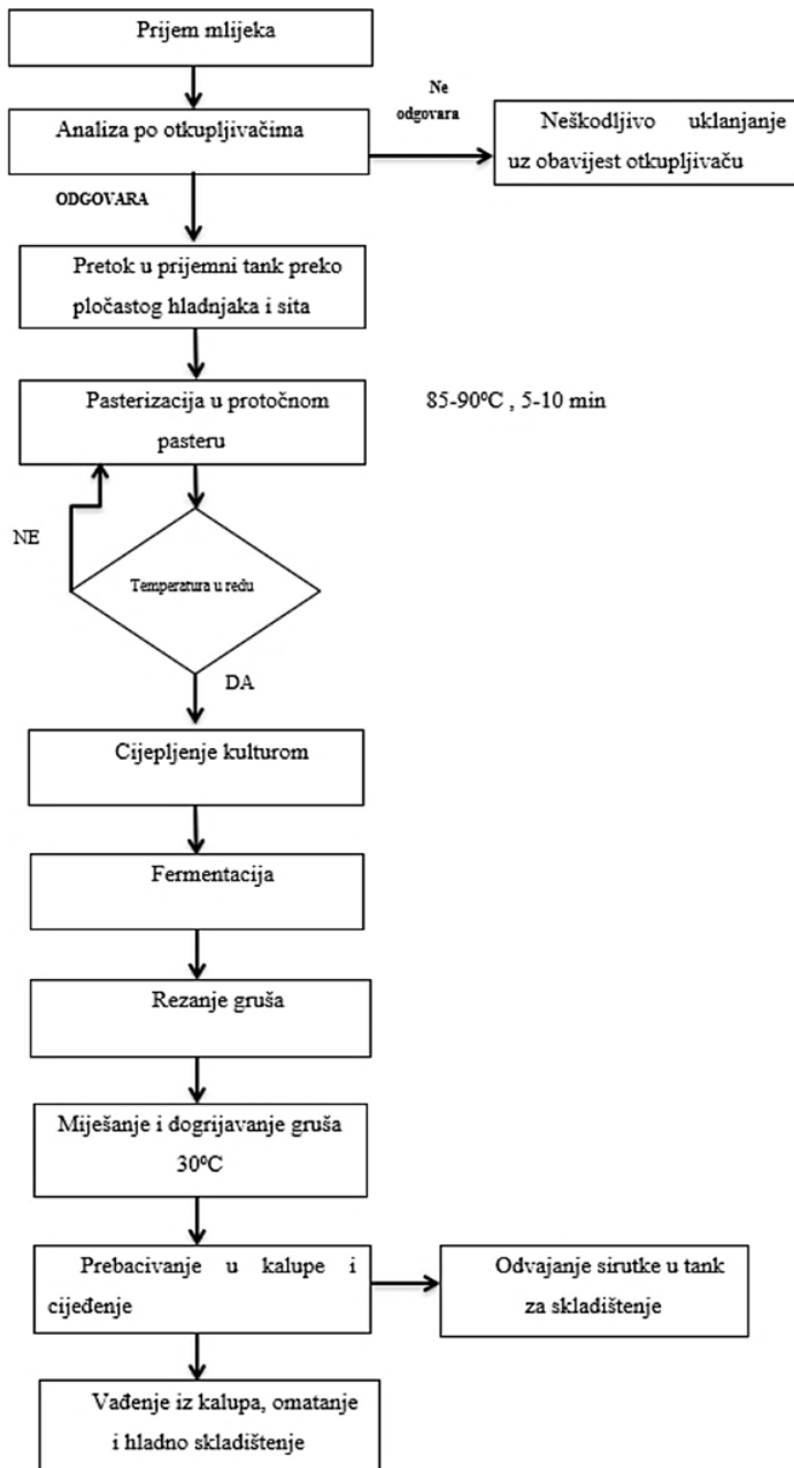 Prijem mlijeka
Analiza po otkupljivačima
Ne
odgovara
Neškodljivo uklanjanje
uz obavijest otkupljivaču
ODGOVARA
Pretok u prijemni tank preko
pločastog hladnjaka i sita
Pasterizacija u protočnom
pasteru
85-90⁰C , 5-10 min
NE
Temperatura u redu
DA
Cijepljenje kulturom
Fermentacija
Rezanje gruša
Miješanje i dogrijavanje gruša
30⁰C
Prebacivanje u kalupe i
cijeđenje
Odvajanje sirutke u tank
za skladištenje
Vađenje iz kalupa, omatanje
i hladno skladištenje